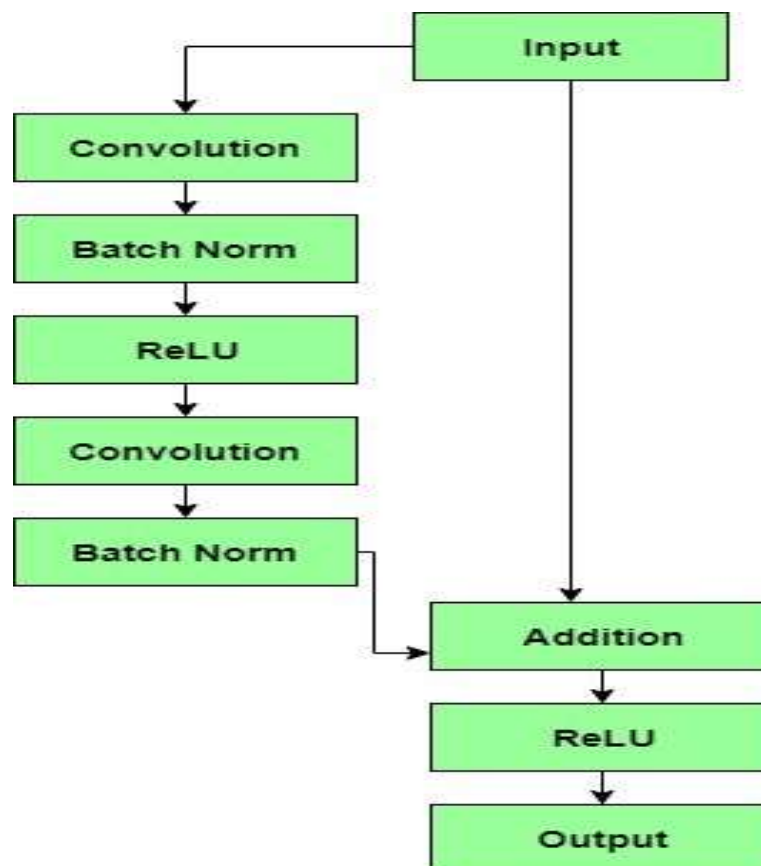 Input
Convolution
Batch Norm
ReLU
Convolution
Batch Norm
Addition
ReLU
Output